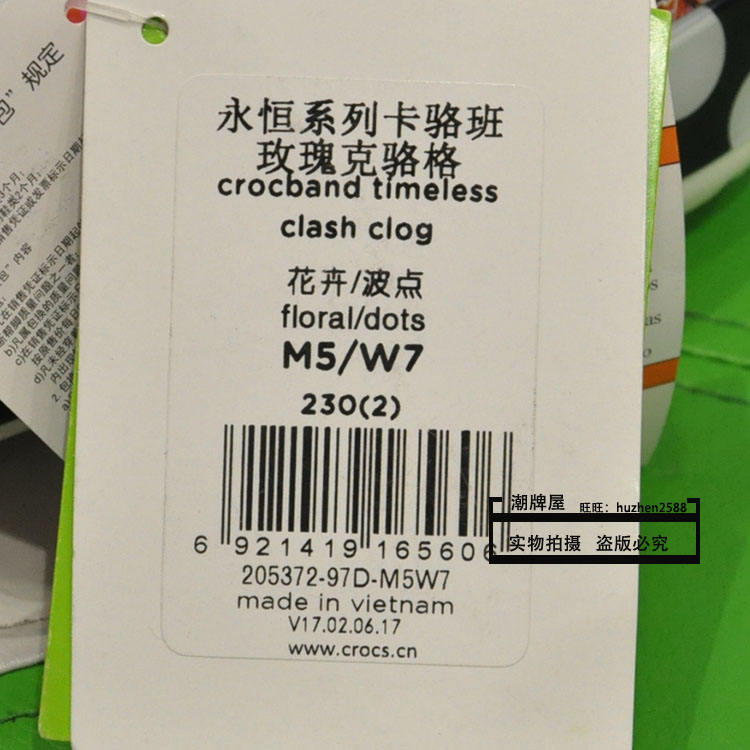 永恒系列卡骆班
玫瑰克骆格
crocband timeless
clash clog
花卉/波点
floral/dots
M5/W7
230(2)
6 921419 165606
205372-97D-M5W7
made in vietnam
V17.02.06.17
www.crocs.cn
潮牌屋 旺旺：huzhen2588
实物拍摄 盗版必究
包”规定